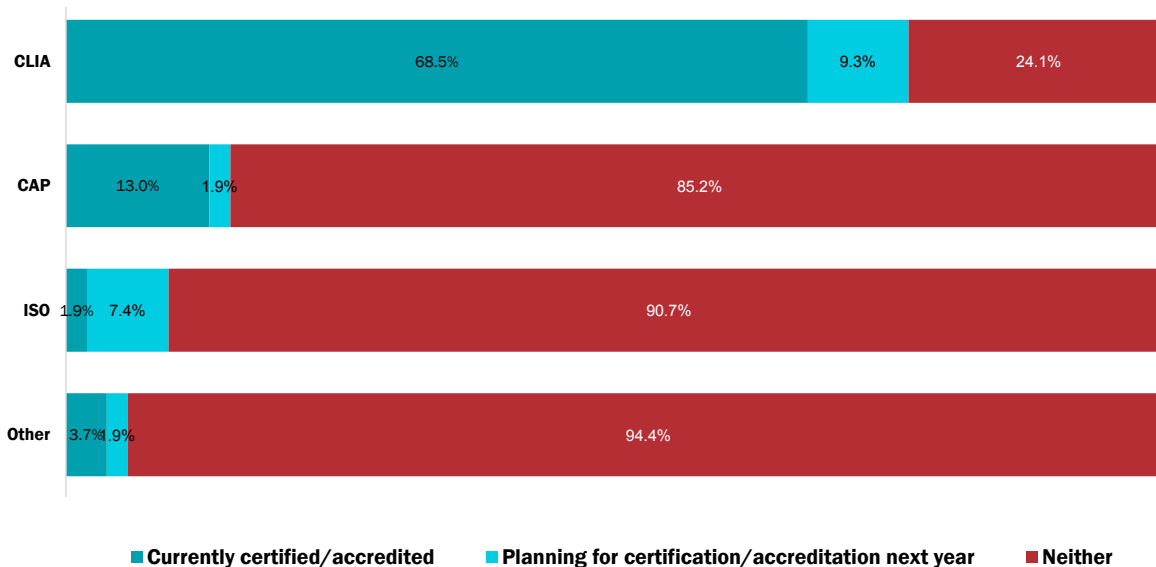 CLIA 68.5% 9.3% 24.1%
CAP 13.0% 1.9% 85.2%
ISO 1.9% 7.4% 90.7%
Other 3.7% 1.9% 94.4%
Currently certified/accredited Planning for certification/accreditation next year Neither